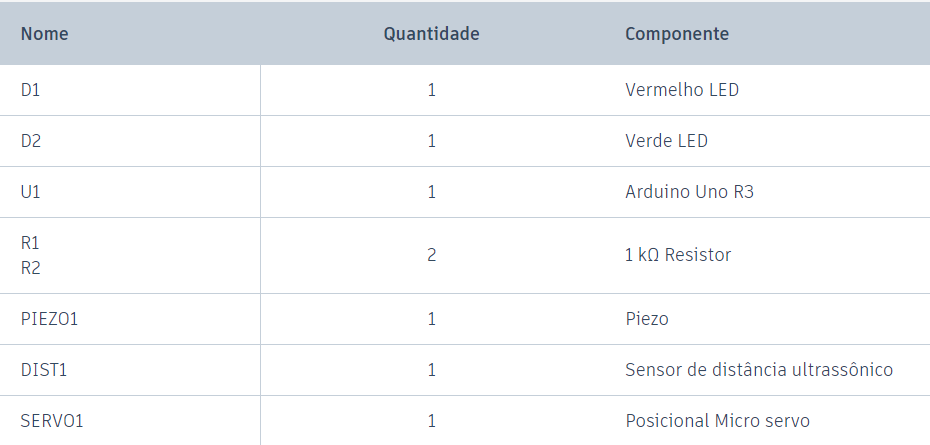 Nome Quantidade Componente
D1 1 Vermelho LED
D2 1 Verde LED
U1 1 Arduino Uno R3
R1
R2 2 1 kΩ Resistor
PIEZO1 1 Piezo
DIST1 1 Sensor de distância ultrassônico
SERVO1 1 Posicional Micro servo